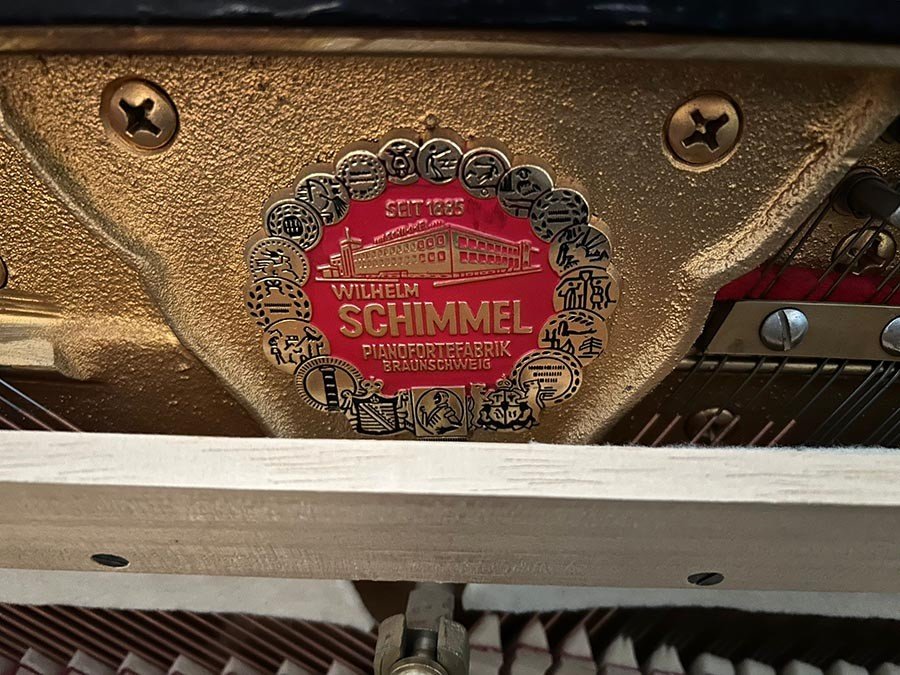 SEIT 1885
WILHELM
SCHIMMEL
PIANOFORTEFABRIK
BRAUNSCHWEIG